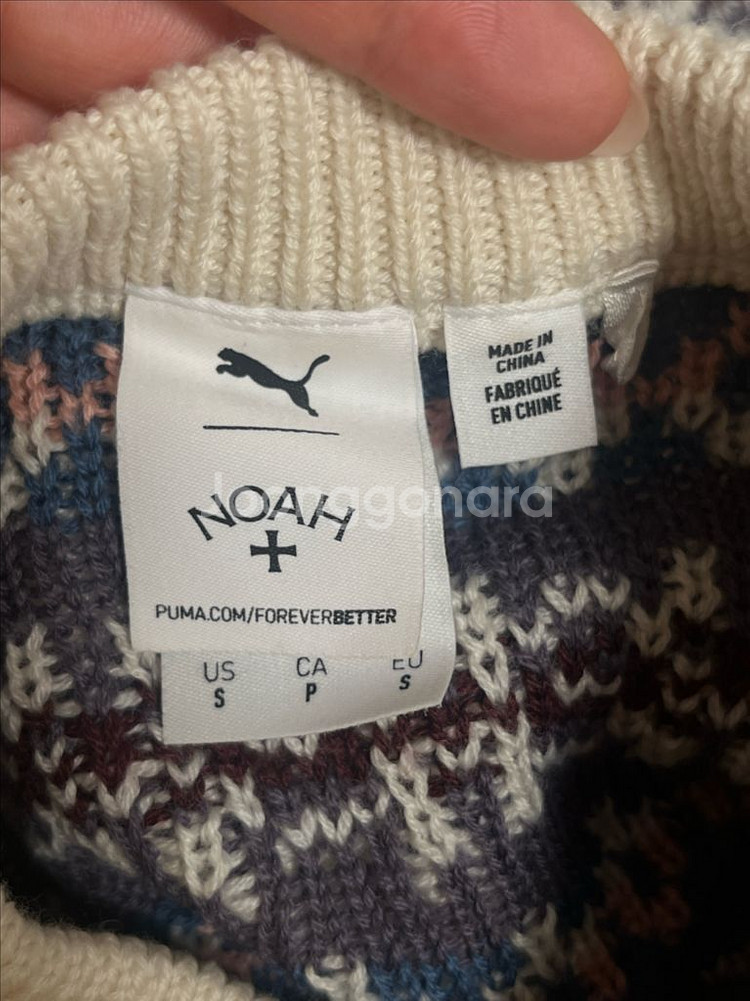 NOAH
PUMA.COM/FOREVERBETTER
US CA EU
S P S
MADE IN
CHINA
FABRIQUÉ
EN CHINE